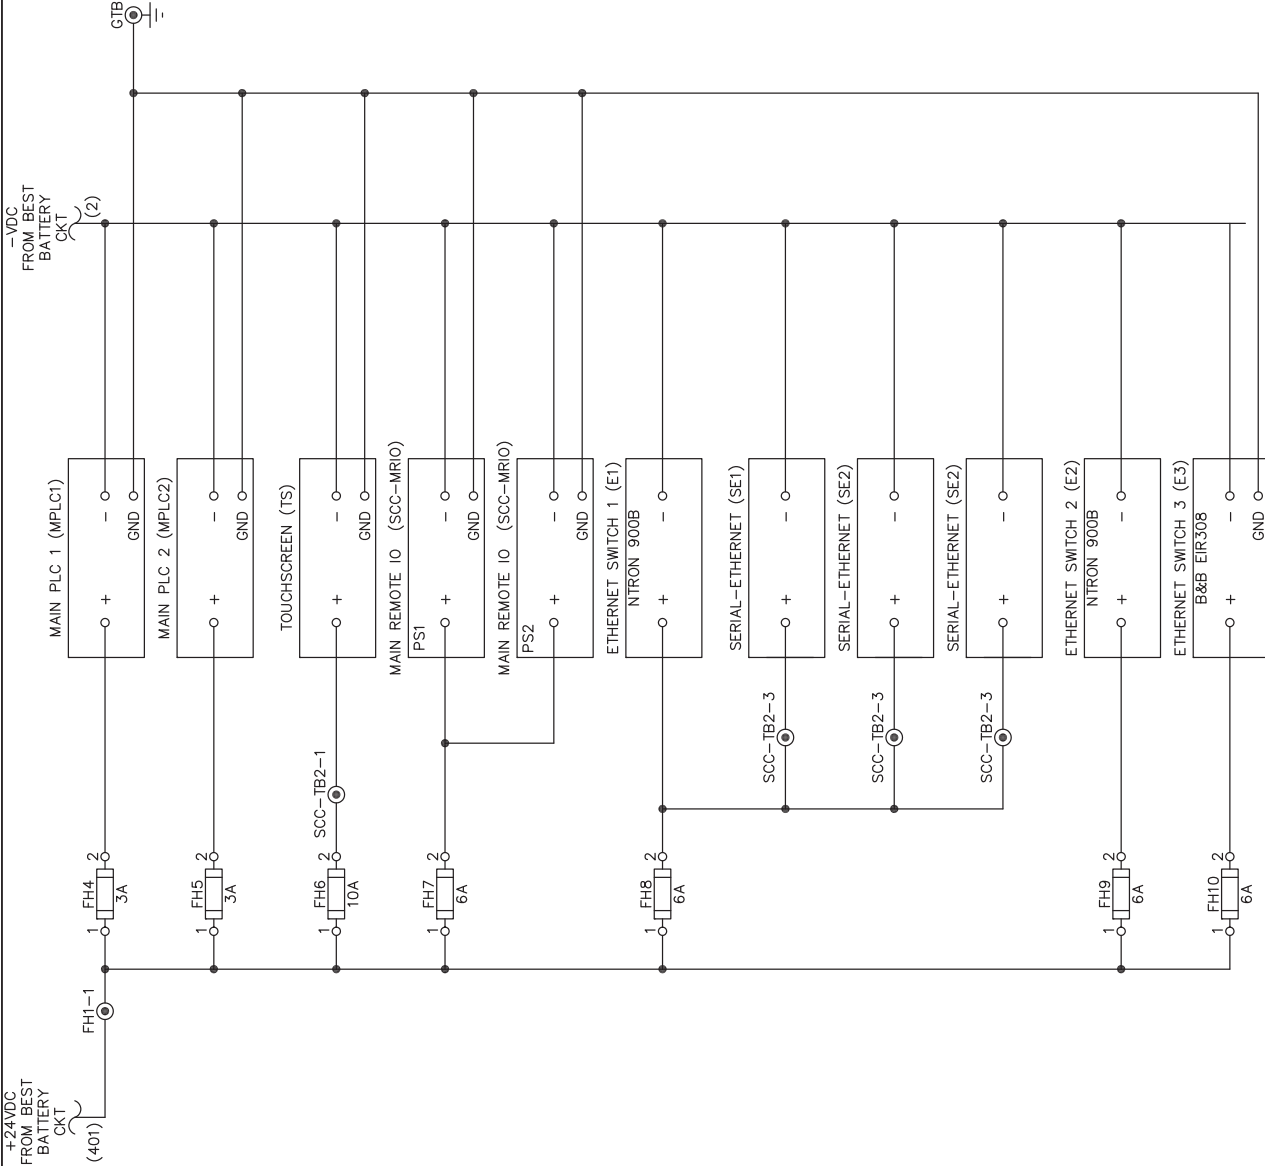 +24VDC
FROM BEST
BATTERY
CKT
(401)
FH1-1
-VDC
FROM BEST
BATTERY
CKT
(2)
GTB
1
FH4
3A
2
MAIN PLC 1 (MPLC1)
+
-
GND
1
FH5
3A
2
MAIN PLC 2 (MPLC2)
+
-
GND
1
FH6
10A
2
SCC-TB2-1
TOUCHSCREEN (TS)
+
-
GND
1
FH7
6A
2
MAIN REMOTE IO (SCC-MRIO)
PS1
+
-
GND
MAIN REMOTE IO (SCC-MRIO)
PS2
+
-
GND
1
FH8
6A
2
ETHERNET SWITCH 1 (E1)
NTRON 900B
+
-
SCC-TB2-3
SERIAL-ETHERNET (SE1)
+
-
SCC-TB2-3
SERIAL-ETHERNET (SE2)
+
-
SCC-TB2-3
SERIAL-ETHERNET (SE2)
+
-
1
FH9
6A
2
ETHERNET SWITCH 2 (E2)
NTRON 900B
+
-
1
FH10
6A
2
ETHERNET SWITCH 3 (E3)
B&B EIR308
+
-
GND